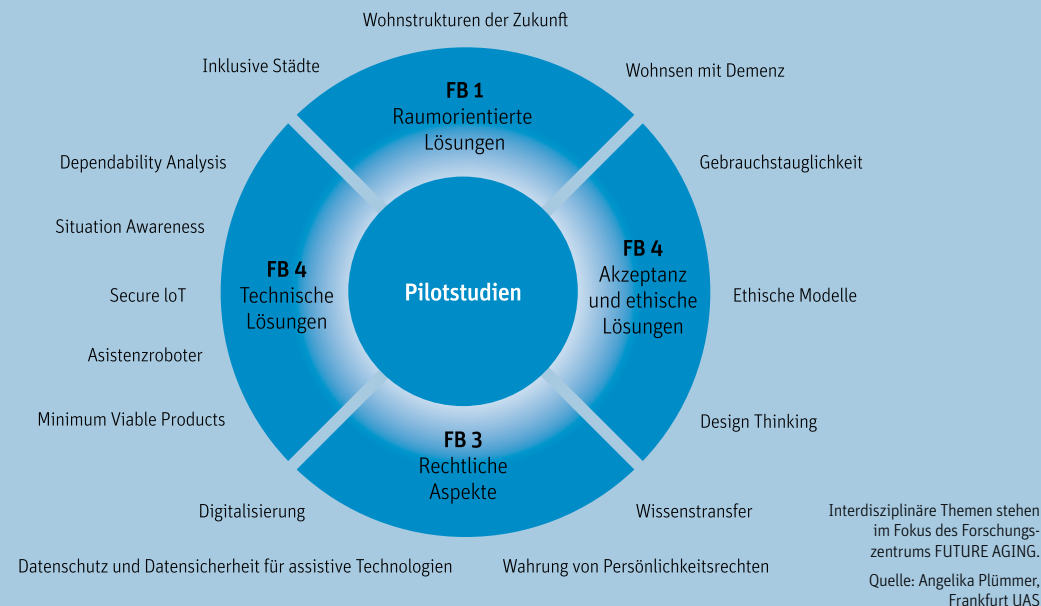 Wohnstrukturen der Zukunft
Inklusive Städte
Wohnsen mit Demenz
FB 1
Raumorientierte
Lösungen
Dependability Analysis
Gebrauchstauglichkeit
Situation Awareness
FB 4
Technische
Lösungen
Pilotstudien
FB 4
Akzeptanz
und ethische
Lösungen
Secure loT
Ethische Modelle
Asistenzroboter
Minimum Viable Products
Design Thinking
FB 3
Rechtliche
Aspekte
Digitalisierung
Wissenstransfer
Datenschutz und Datensicherheit für assistive Technologien
Wahrung von Persönlichkeitsrechten
Interdisziplinäre Themen stehen
im Fokus des Forschungs-
zentrums FUTURE AGING.
Quelle: Angelika Plümmer,
Frankfurt UAS